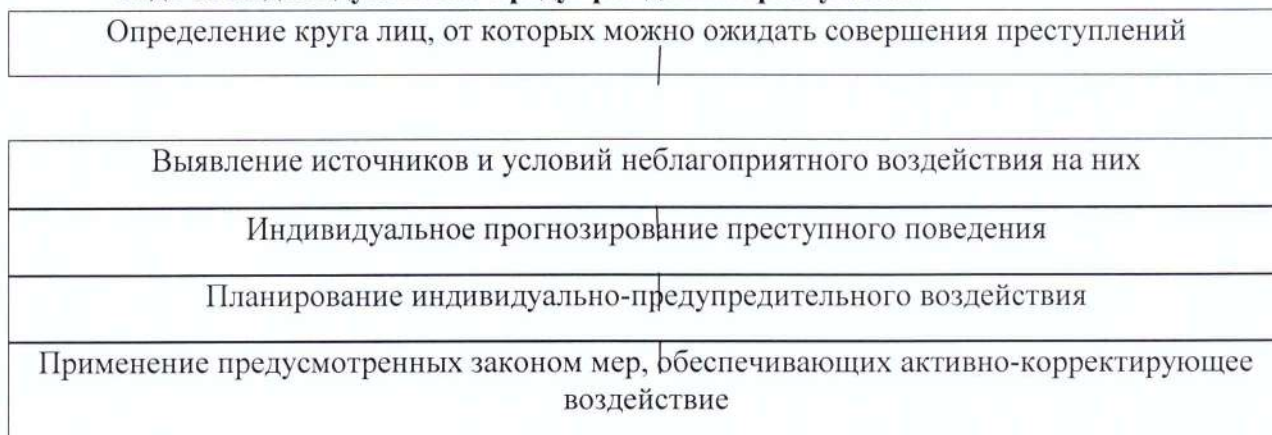 Определение круга лиц, от которых можно ожидать совершения преступлений
Выявление источников и условий неблагоприятного воздействия на них
Индивидуальное прогнозирование преступного поведения
Планирование индивидуально-предупредительного воздействия
Применение предусмотренных законом мер, обеспечивающих активно-корректирующее
воздействие